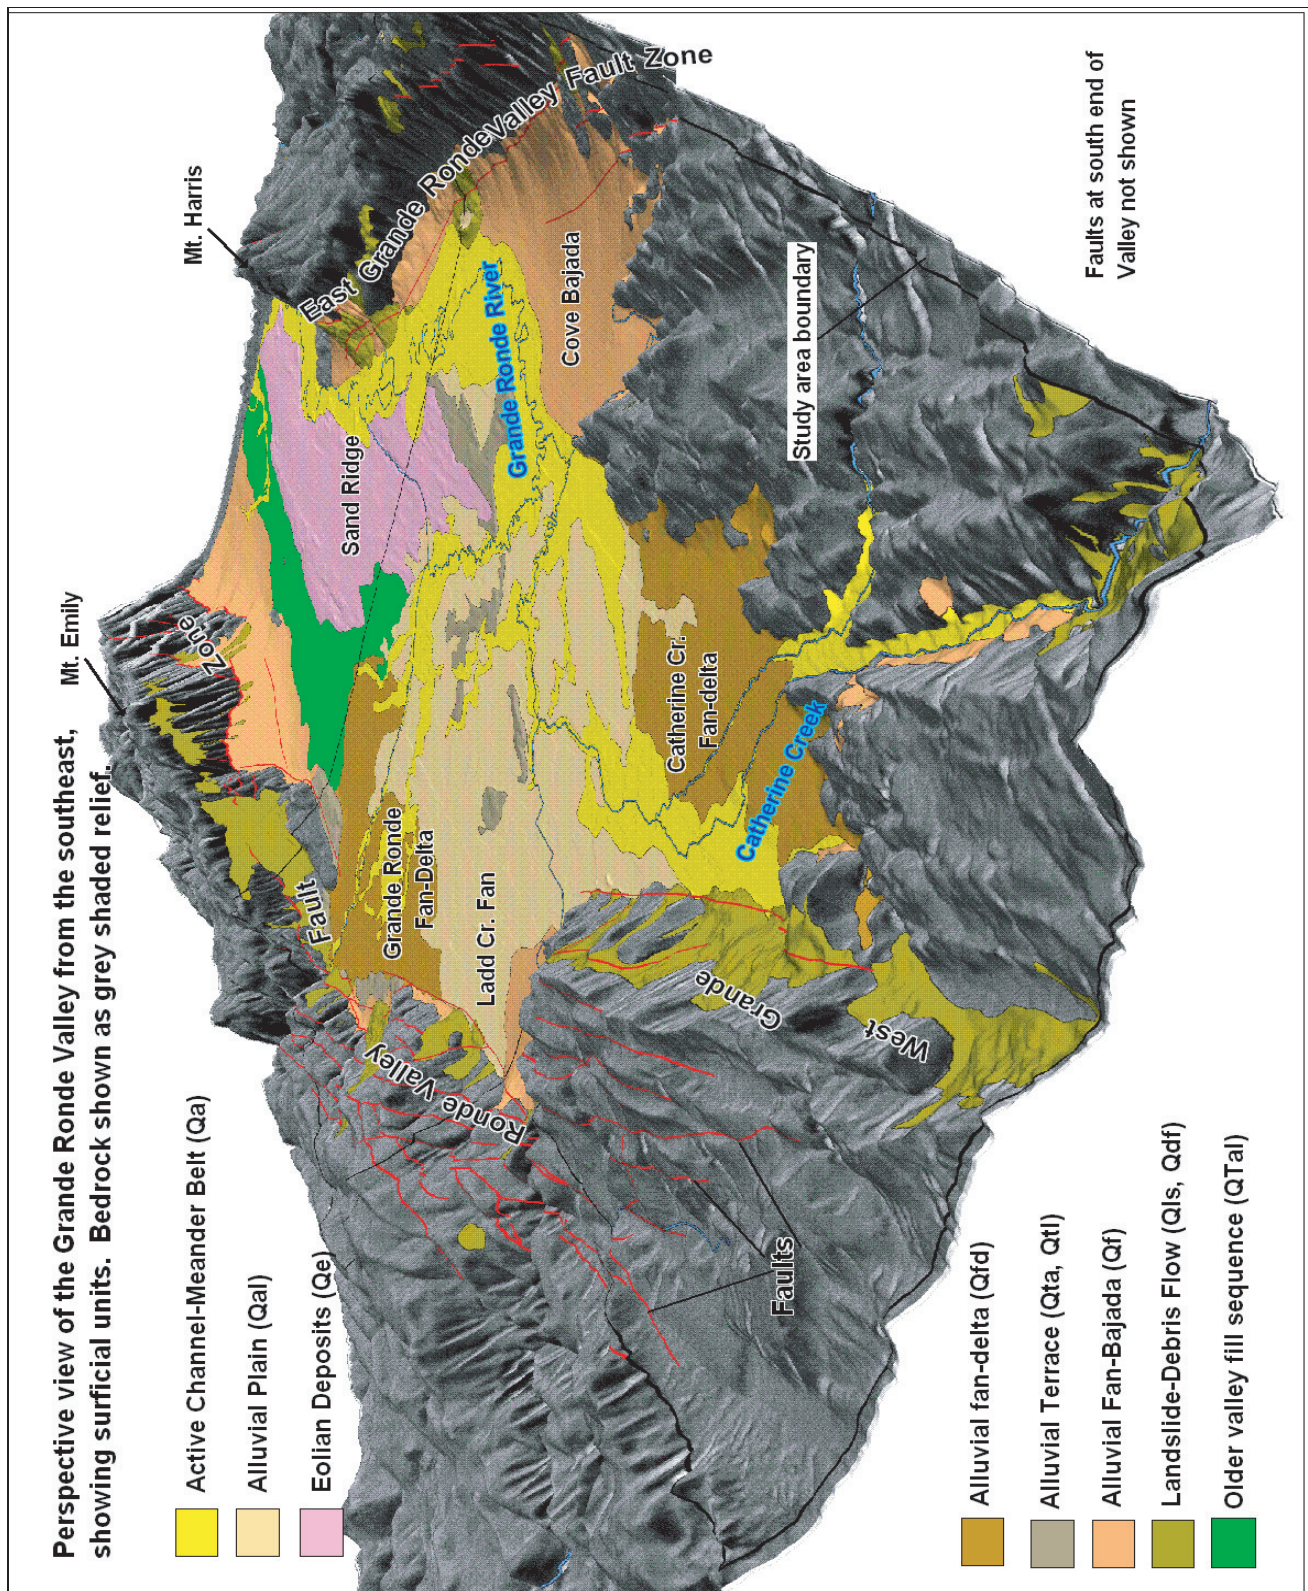 Perspective view of the Grande Ronde Valley from the southeast,
showing surficial units. Bedrock shown as grey shaded relief.
Active Channel-Meander Belt (Qa)
Alluvial Plain (Qal)
Eolian Deposits (Qe)
Mt. Emily
Mt. Harris
Zone
Fault
Ronde Valley
Grande
West
East Grande Ronde Valley Fault Zone
Sand Ridge
Grande Ronde River
Cove Bajada
Grande Ronde
Fan-Delta
Ladd Cr. Fan
Catherine Cr.
Fan-delta
Catherine Creek
Study area boundary
Faults
Faults at south end of
Valley not shown
Alluvial fan-delta (Qfd)
Alluvial Terrace (Qta, Qtl)
Alluvial Fan-Bajada (Qf)
Landslide-Debris Flow (Qls, Qdf)
Older valley fill sequence (QTal)